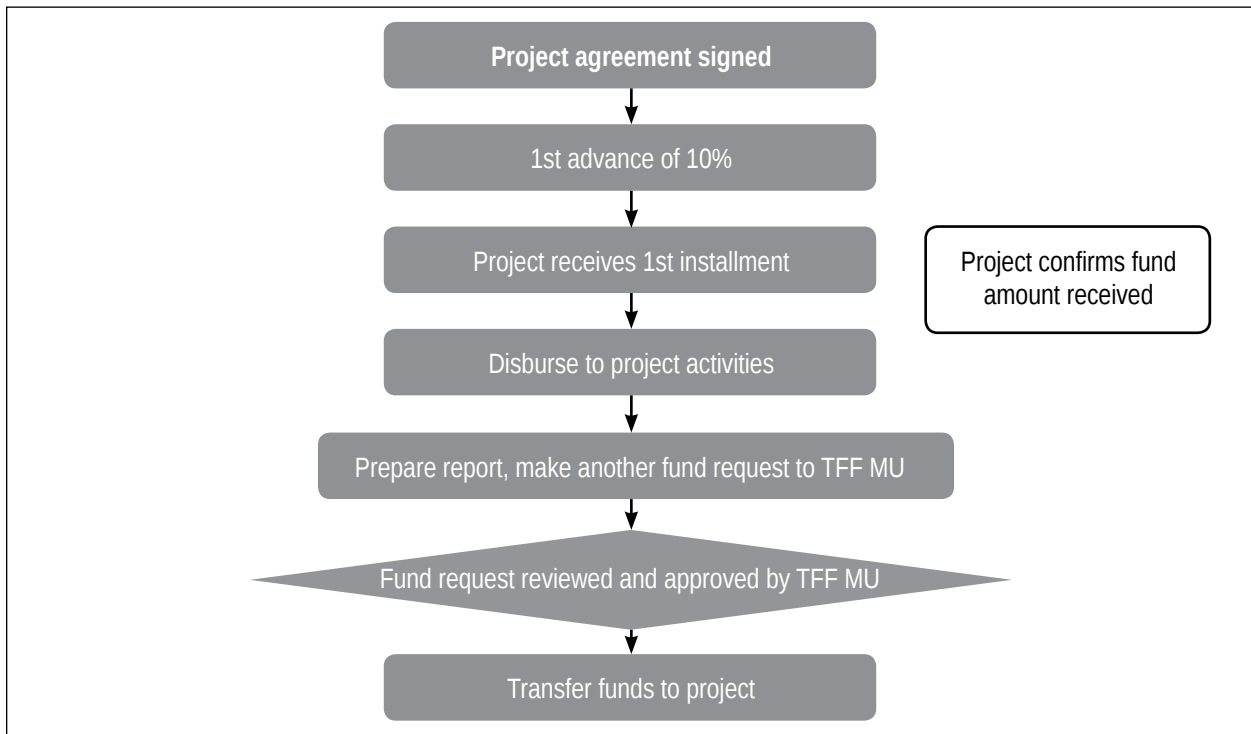 Project agreement signed
1st advance of 10%
Project receives 1st installment
Project confirms fund
amount received
Disburse to project activities
Prepare report, make another fund request to TFF MU
Fund request reviewed and approved by TFF MU
Transfer funds to project